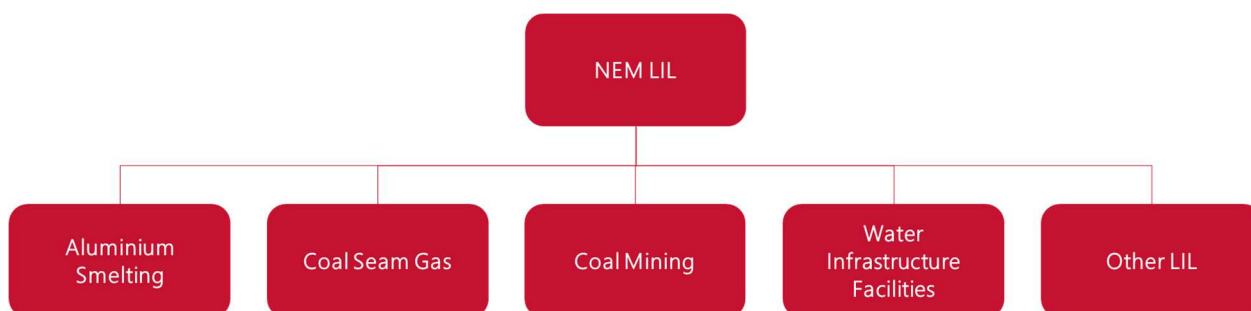 NEM LIL
Aluminium
Smelting
Coal Seam Gas
Coal Mining
Water
Infrastructure
Facilities
Other LIL